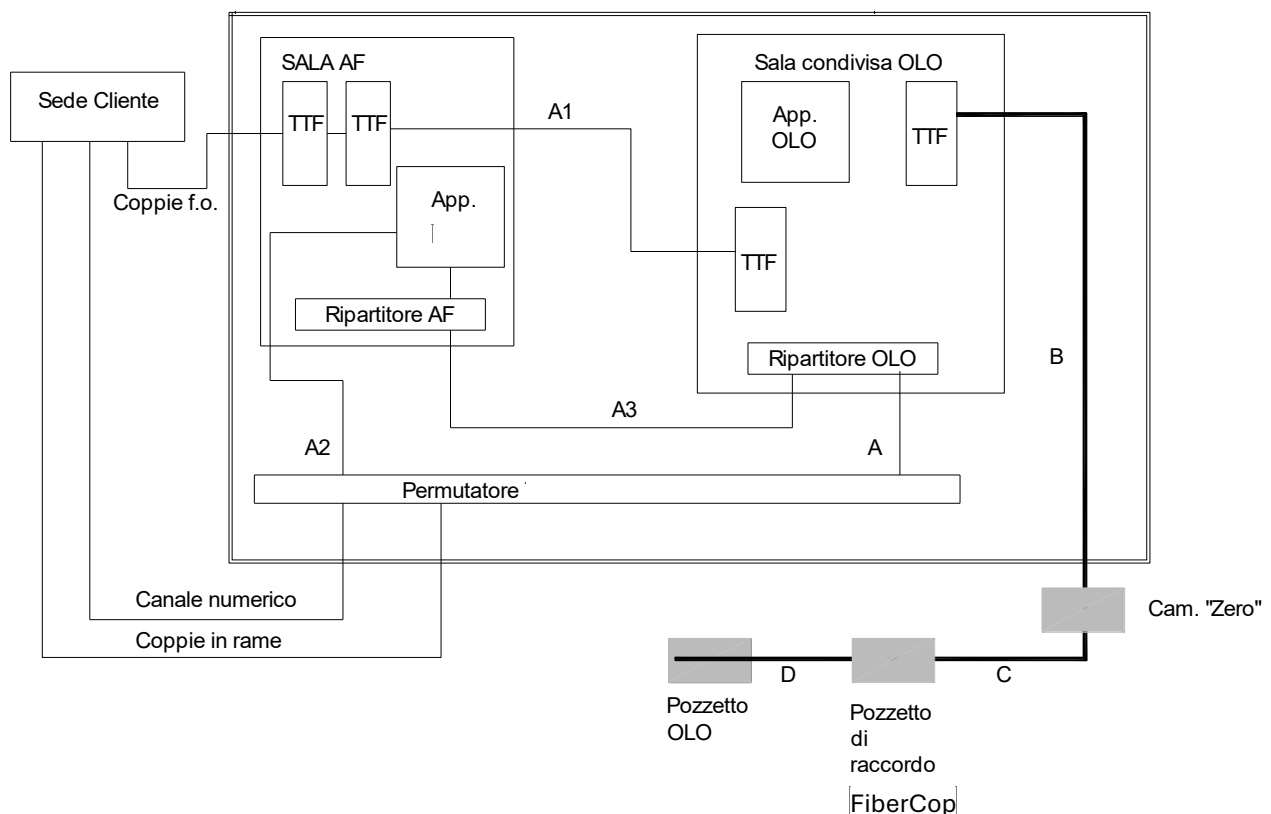 SALA AF
Sala condivisa OLO
Sede Cliente
TTF
TTF
A1
App.
OLO
TTF
Coppie f.o.
App.
TTF
Ripartitore AF
Ripartitore OLO
B
A3
A2
A
Permutatore
Canale numerico
Cam. "Zero"
Coppie in rame
D
C
Pozzetto
OLO
Pozzetto
di
raccordo
FiberCop